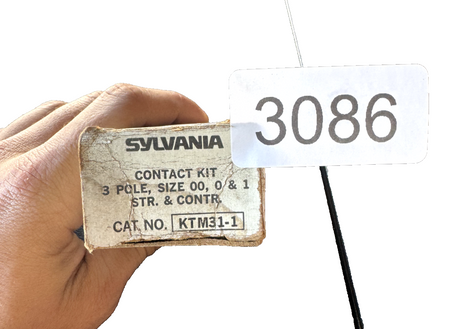 3086
SYLVANIA
CONTACT KIT
3 POLE, SIZE 00, 0 & 1
STR. & CONTR.
CAT. NO. KTM31-1